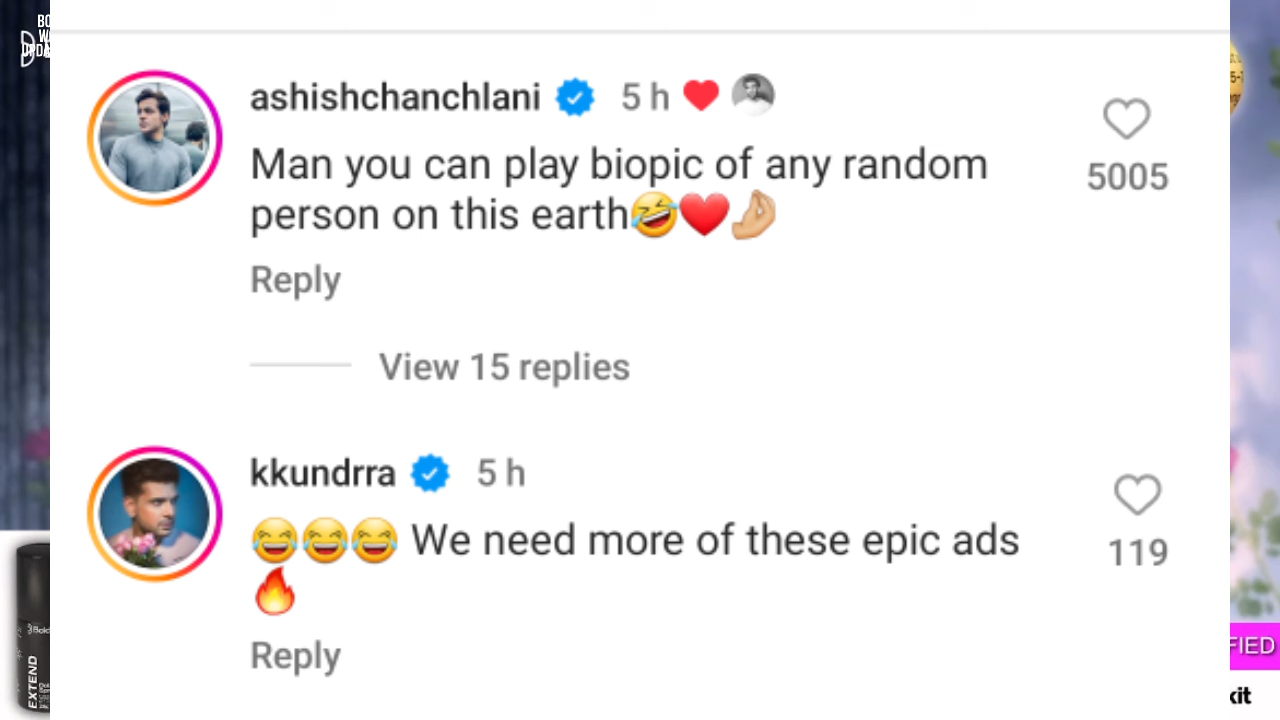 ashishchanchlani 5 h ❤️
5005
Man you can play biopic of any random
person on this earth🤣❤️🤌🏼
Reply
View 15 replies
kkundrra 5 h
119
😂😂😂 We need more of these epic ads
🔥
Reply
EXTEND
FIED
kit